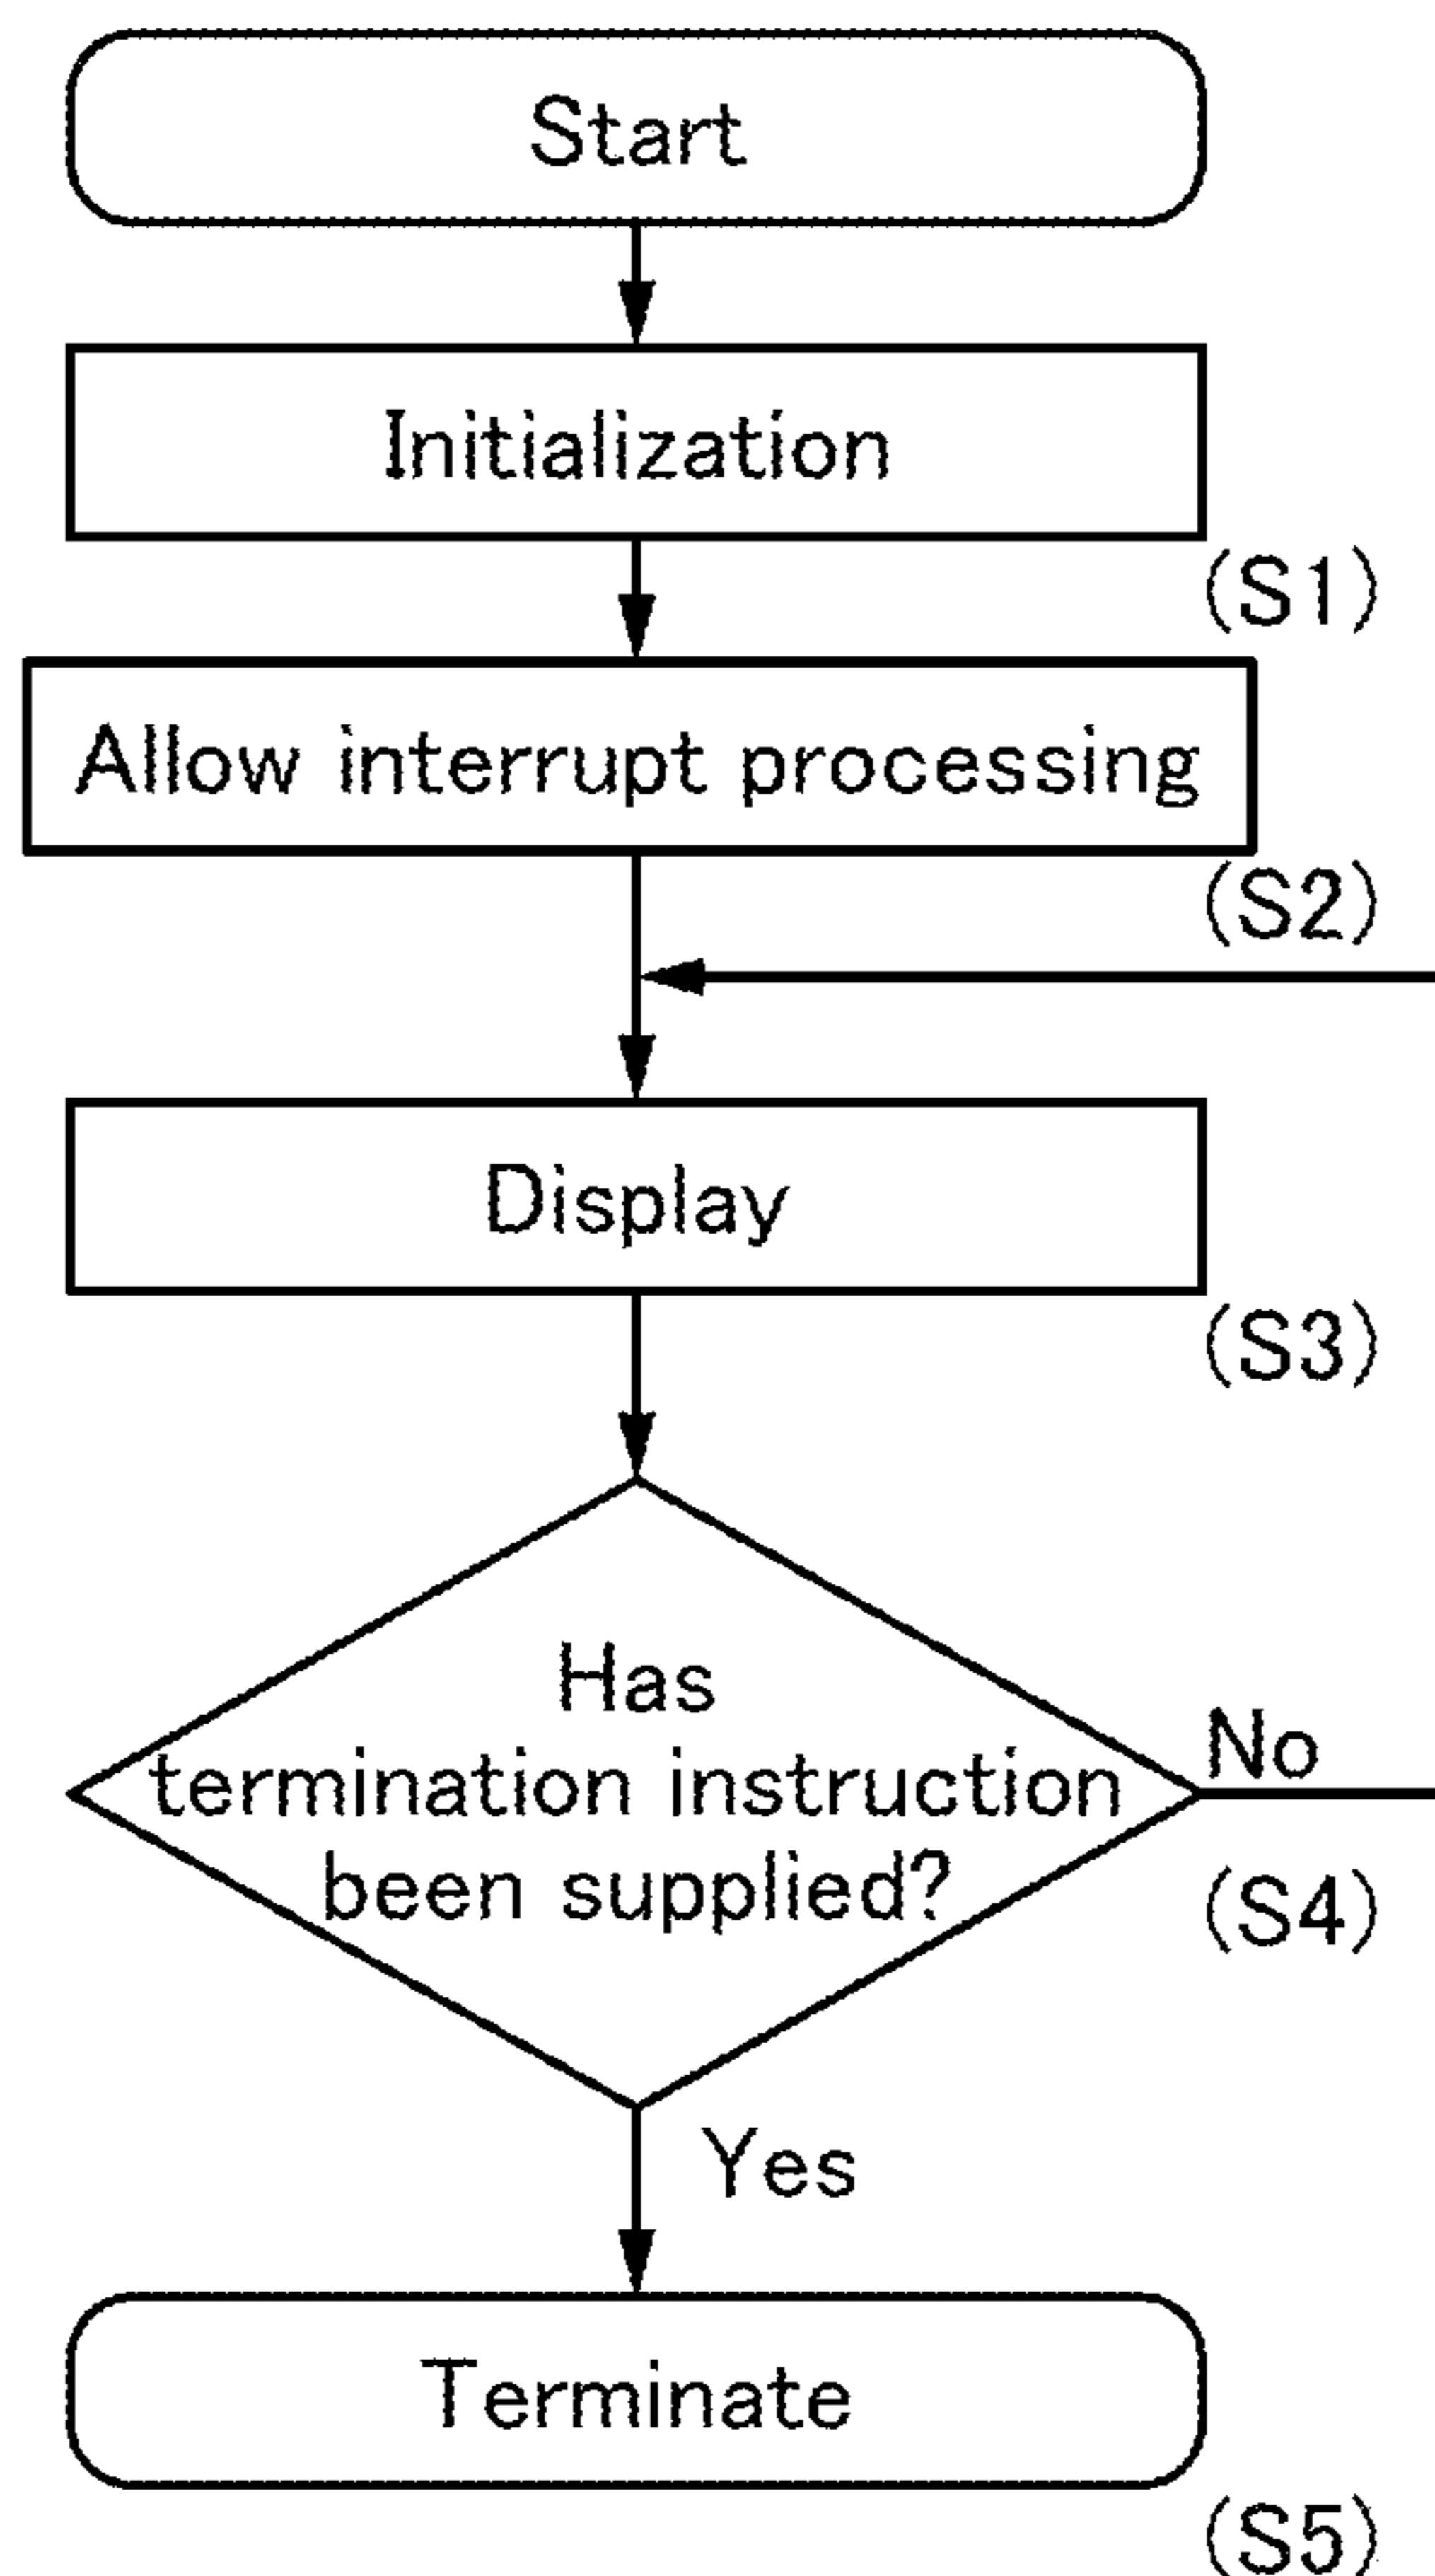 Start
Initialization
(S1)
Allow interrupt processing
(S2)
Display
(S3)
Has
termination instruction
been supplied?
No
(S4)
Yes
Terminate
(S5)